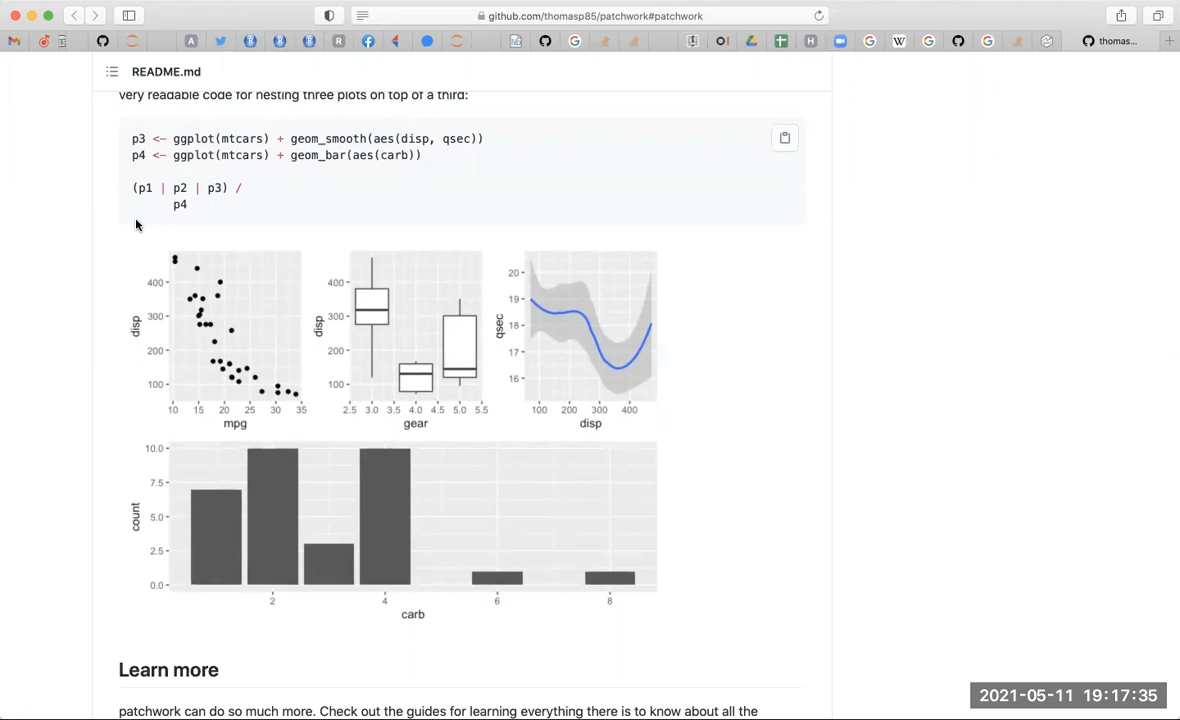 github.com/thomasp85/patchwork#patchwork
thomas...
README.md
very readable code for nesting three plots on top of a third:
p3 <- ggplot(mtcars) + geom_smooth(aes(disp, qsec))
p4 <- ggplot(mtcars) + geom_bar(aes(carb))
(p1 | p2 | p3) /
p4
400
300
200
100
disp
10 15 20 25 30 35
mpg
400
300
200
100
disp
2.5 3.0 3.5 4.0 4.5 5.0 5.5
gear
20
19
18
17
16
qsec
100 200 300 400
disp
10.0
7.5
5.0
2.5
0.0
count
2 4 6 8
carb
Learn more
patchwork can do so much more. Check out the guides for learning everything there is to know about all the
2021-05-11 19:17:35